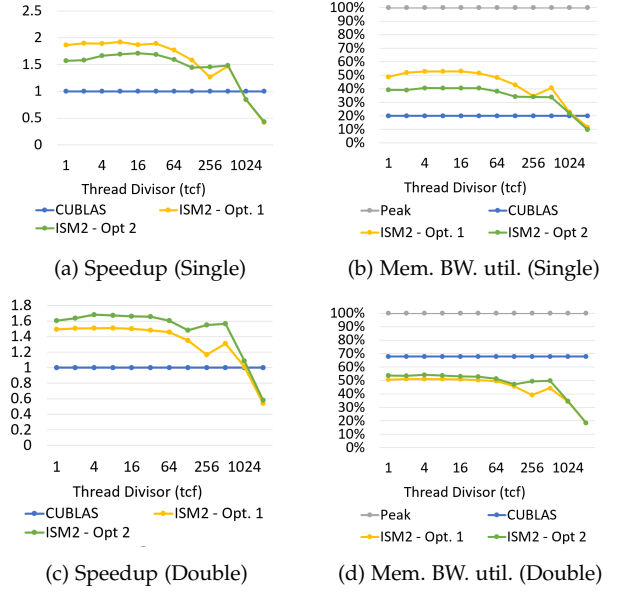 2.5
2
1.5
1
0.5
0
1 4 16 64 256 1024
Thread Divisor (tcf)
CUBLAS ISM2 - Opt. 1
ISM2 - Opt 2
(a) Speedup (Single)
100%
90%
80%
70%
60%
50%
40%
30%
20%
10%
0%
1 4 16 64 256 1024
Thread Divisor (tcf)
Peak CUBLAS
ISM2 - Opt. 1 ISM2 - Opt 2
(b) Mem. BW. util. (Single)
1.8
1.6
1.4
1.2
1
0.8
0.6
0.4
0.2
0
1 4 16 64 256 1024
Thread Divisor (tcf)
CUBLAS ISM2 - Opt. 1
ISM2 - Opt 2
(c) Speedup (Double)
100%
90%
80%
70%
60%
50%
40%
30%
20%
10%
0%
1 4 16 64 256 1024
Thread Divisor (tcf)
Peak CUBLAS
ISM2 - Opt. 1 ISM2 - Opt 2
(d) Mem. BW. util. (Double)